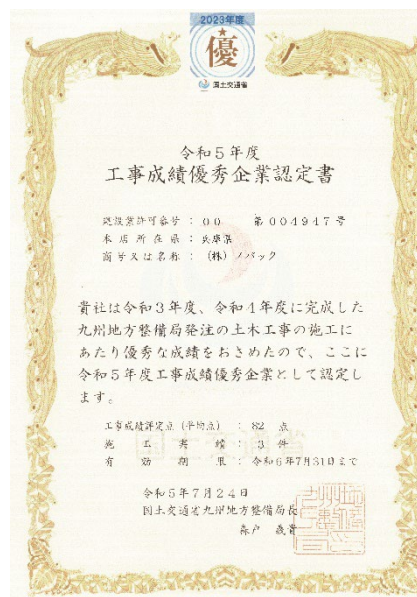 2023年度
優
国土交通省
令和5年度
工事成績優秀企業認定書
建設業許可番号 : 00 第004947号
本店所在県 : 兵庫県
商号又は名称 : (株)ノバック
貴社は令和3年度、令和4年度に完成した
九州地方整備局発注の土木工事の施工に
あたり優秀な成績をおさめたので、ここに
令和5年度工事成績優秀企業として認定し
ます。
工事成績評定点(平均点) : 82 点
施工実績 : 3 件
有効期限 : 令和6年7月31日まで
令和5年7月24日
国土交通省九州地方整備局長
森戸 義貴